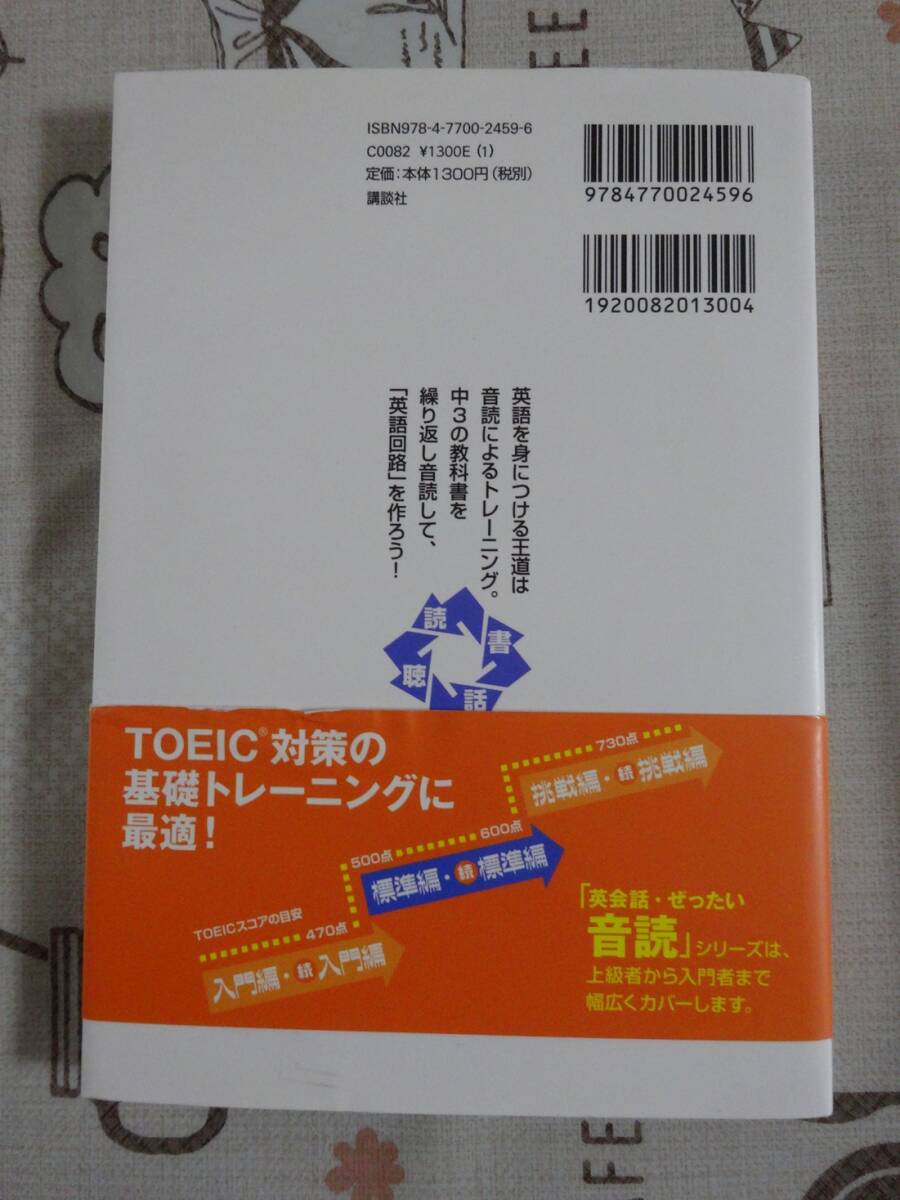 ISBN978-4-7700-2459-6
C0082 ¥1300E (1)
定価:本体1300円(税別)
講談社
9784770024596
1920082013004
英語を身につける王道は
音読によるトレーニング。
中3の教科書を
繰り返し音読して、
「英語回路」を作ろう!
読
書
聴
話
TOEIC®対策の
基礎トレーニングに
最適!
730点
挑戦編・続挑戦編
500点
600点
標準編・続標準編
TOEICスコアの目安
470点
入門編・続入門編
「英会話・ぜったい
音読」シリーズは、
上級者から入門者まで
幅広くカバーします。
FEE
FE